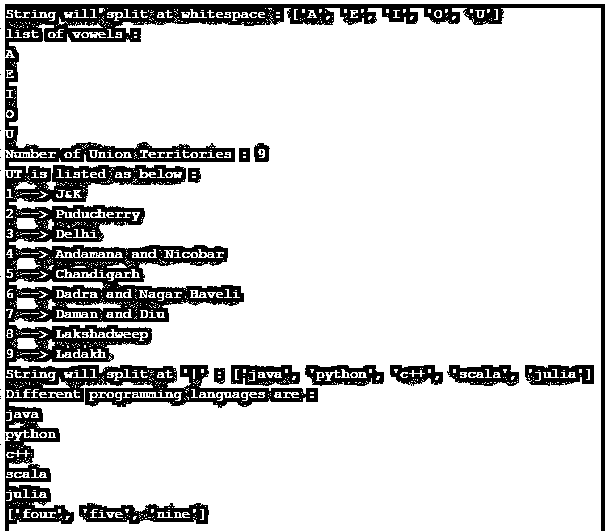 String will split at whitespace : ['A', 'E', 'I', 'O', 'U']
list of vowels :
A
E
I
O
U
Number of Union Territories : 9
UT is listed as below :
1 ==> J&K
2 ==> Puducherry
3 ==> Delhi
4 ==> Andamana and Nicobar
5 ==> Chandigarh
6 ==> Dadra and Nagar Haveli
7 ==> Daman and Diu
8 ==> Lakshadweep
9 ==> Ladakh
String will split at '|' : ['java', 'python', 'c++', 'scala', 'julia']
Different programming languages are :
java
python
c++
scala
julia
['four', 'five', 'nine']